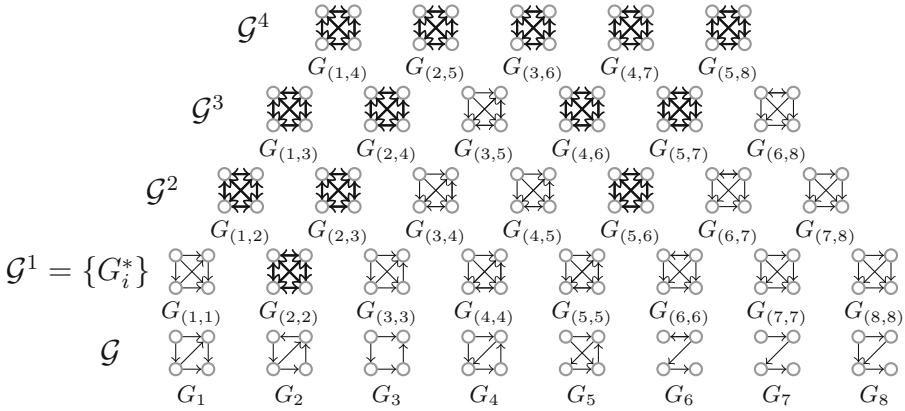 𝒢⁴
G₍₁,₄₎ G₍₂,₅₎ G₍₃,₆₎ G₍₄,₇₎ G₍₅,₈₎
𝒢³
G₍₁,₃₎ G₍₂,₄₎ G₍₃,₅₎ G₍₄,₆₎ G₍₅,₇₎ G₍₆,₈₎
𝒢²
G₍₁,₂₎ G₍₂,₃₎ G₍₃,₄₎ G₍₄,₅₎ G₍₅,₆₎ G₍₆,₇₎ G₍₇,₈₎
𝒢¹ = {G*ᵢ}
G₍₁,₁₎ G₍₂,₂₎ G₍₃,₃₎ G₍₄,₄₎ G₍₅,₅₎ G₍₆,₆₎ G₍₇,₇₎ G₍₈,₈₎
𝒢
G₁ G₂ G₃ G₄ G₅ G₆ G₇ G₈